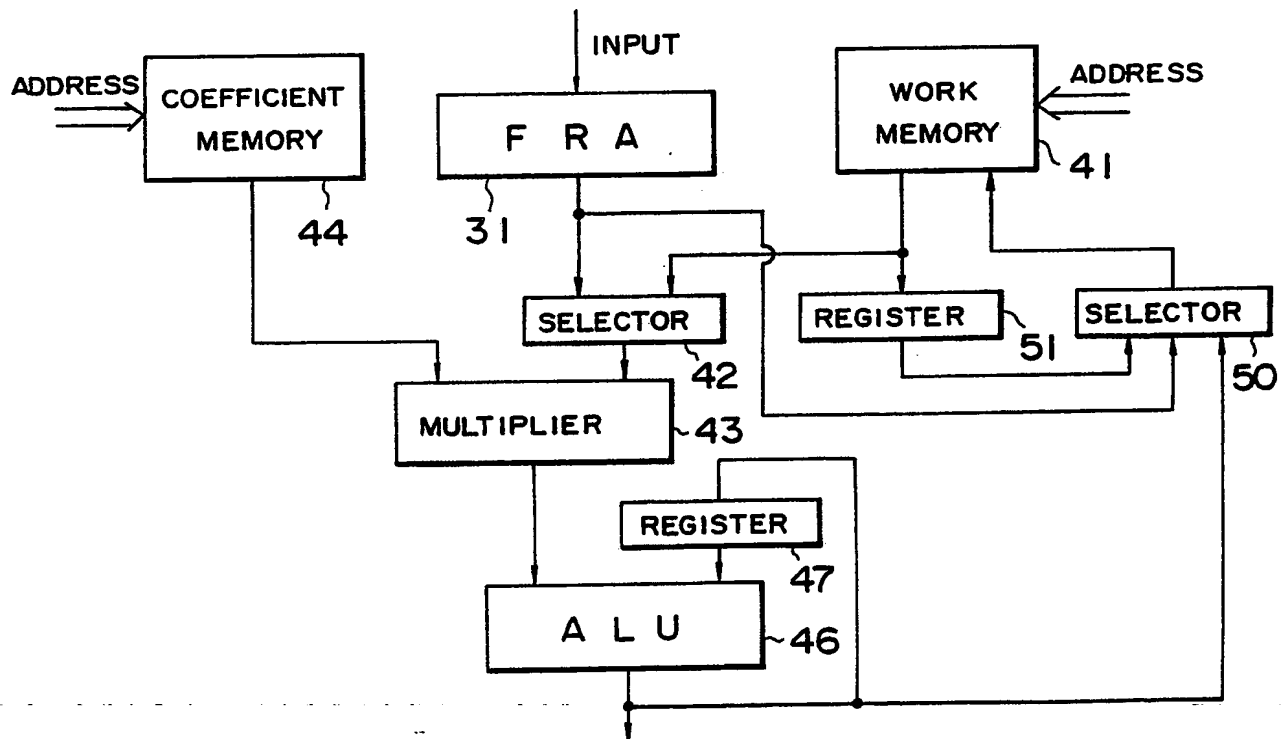 INPUT
ADDRESS
COEFFICIENT
MEMORY
44
F R A
31
WORK
MEMORY
ADDRESS
41
SELECTOR
42
REGISTER
51
SELECTOR
50
MULTIPLIER
43
REGISTER
47
A L U
46